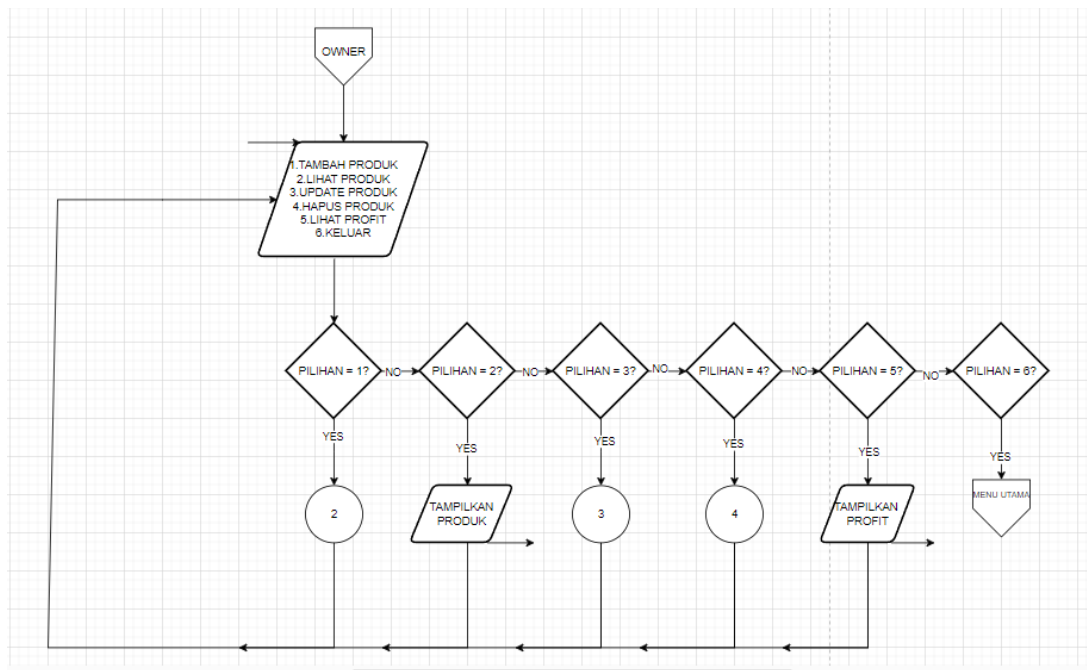 OWNER
1.TAMBAH PRODUK
2.LIHAT PRODUK
3.UPDATE PRODUK
4.HAPUS PRODUK
5.LIHAT PROFIT
6.KELUAR
PILIHAN = 1?
NO
PILIHAN = 2?
NO
PILIHAN = 3?
NO
PILIHAN = 4?
NO
PILIHAN = 5?
NO
PILIHAN = 6?
YES
YES
YES
YES
YES
YES
2
TAMPILKAN
PRODUK
3
4
TAMPILKAN
PROFIT
MENU UTAMA